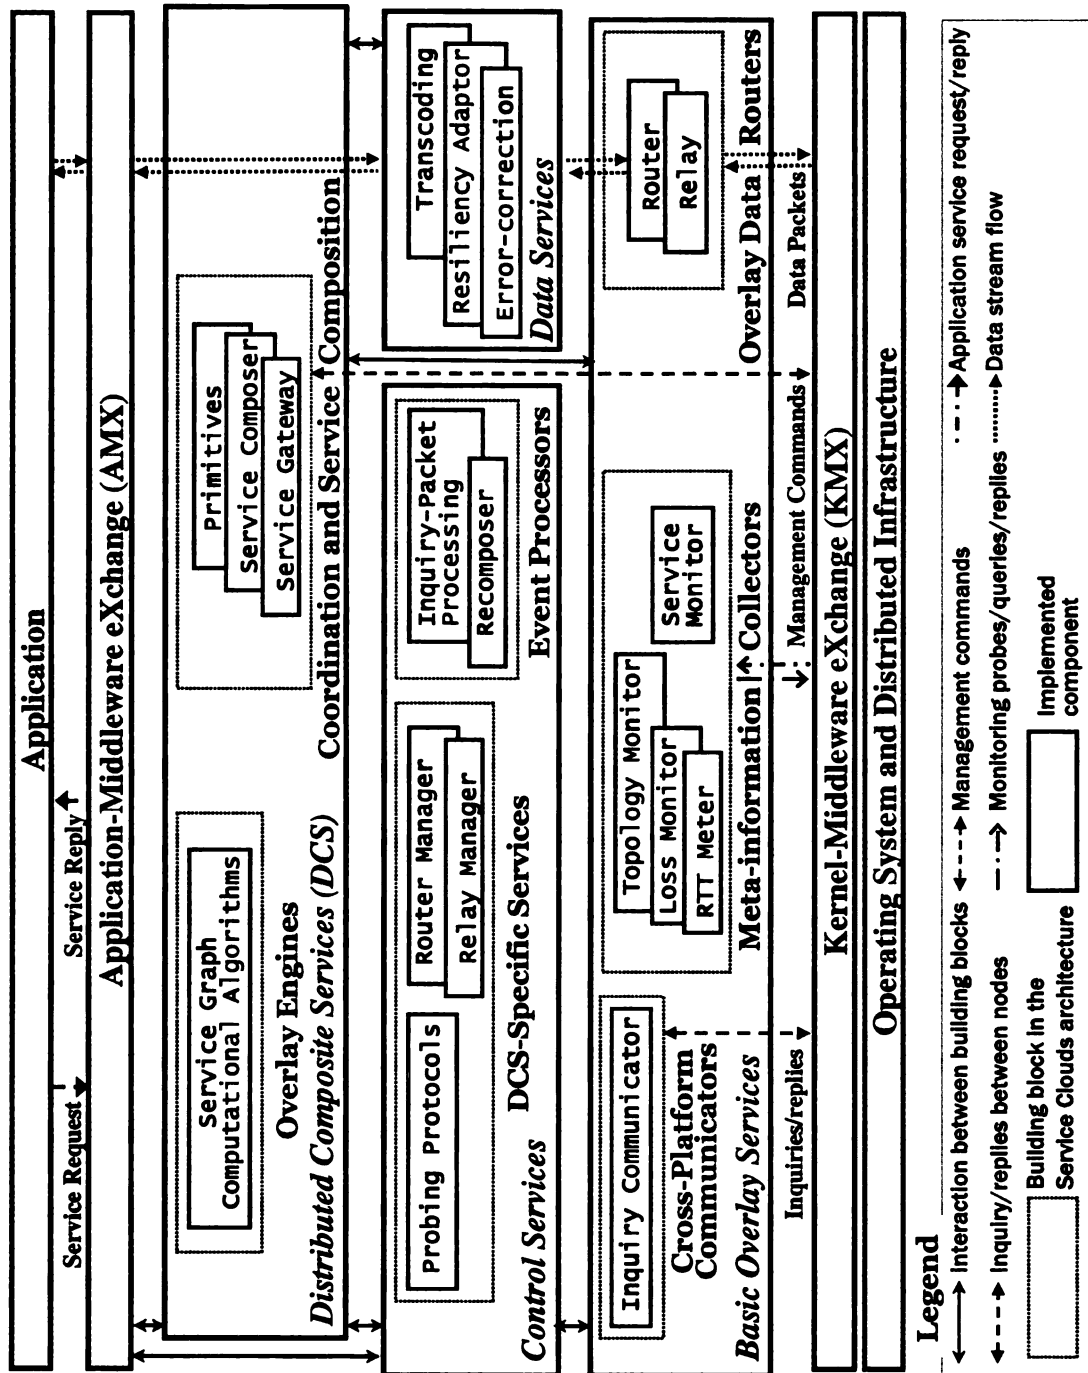 Application
Service Request
Service Reply
Application-Middleware eXchange (AMX)
Service Graph
Computational Algorithms
Overlay Engines
Distributed Composite Services (DCS)
Primitives
Service Composer
Service Gateway
Coordination and Service Composition
Probing Protocols
Router Manager
Relay Manager
DCS-Specific Services
Control Services
Inquiry-Packet
Processing
Recomposer
Event Processors
Transcoding
Resiliency Adaptor
Error-correction
Data Services
Inquiry Communicator
Cross-Platform
Communicators
Basic Overlay Services
Topology Monitor
Loss Monitor
RTT Meter
Service
Monitor
Meta-information Collectors
Router
Relay
Overlay Data Routers
Inquiries/replies
Management Commands
Data Packets
Kernel-Middleware eXchange (KMX)
Operating System and Distributed Infrastructure
Legend
Interaction between building blocks
Management commands
Application service request/reply
Inquiry/replies between nodes
Monitoring probes/queries/replies
Data stream flow
Building block in the
Service Clouds architecture
Implemented
component